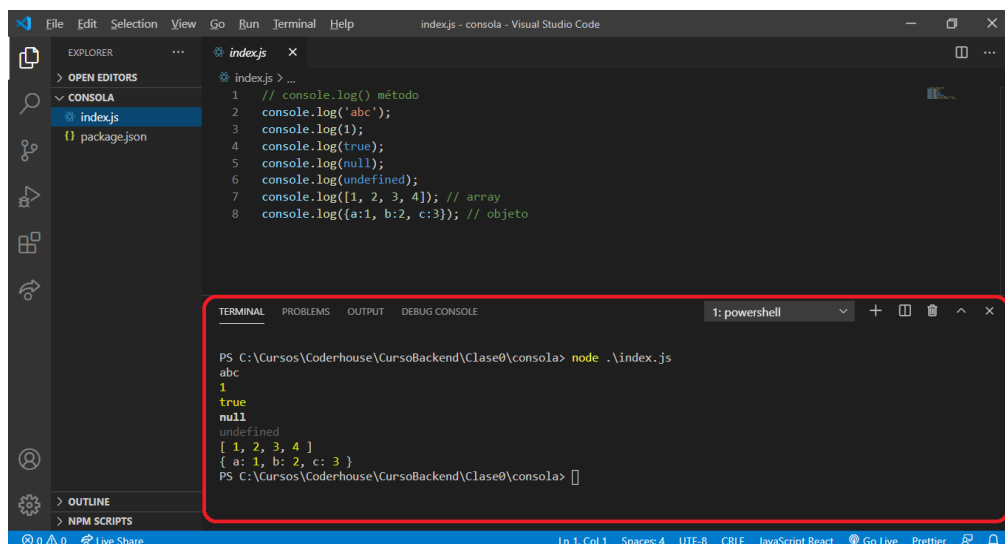 File Edit Selection View Go Run Terminal Help index.js - consola - Visual Studio Code
EXPLORER ··· index.js ✕
> OPEN EDITORS
index.js > ...
CONSOLA
index.js
{} package.json
1 // console.log() método
2 console.log('abc');
3 console.log(1);
4 console.log(true);
5 console.log(null);
6 console.log(undefined);
7 console.log([1, 2, 3, 4]); // array
8 console.log({a:1, b:2, c:3}); // objeto
TERMINAL PROBLEMS OUTPUT DEBUG CONSOLE 1: powershell
PS C:\Cursos\Coderhouse\CursoBackend\Clase0\consola> node .\index.js
abc
1
true
null
undefined
[ 1, 2, 3, 4 ]
{ a: 1, b: 2, c: 3 }
PS C:\Cursos\Coderhouse\CursoBackend\Clase0\consola>
> OUTLINE
> NPM SCRIPTS
0 0 Live Share Ln 1, Col 1 Spaces: 4 UTF-8 CRLF JavaScript React Go Live Prettier